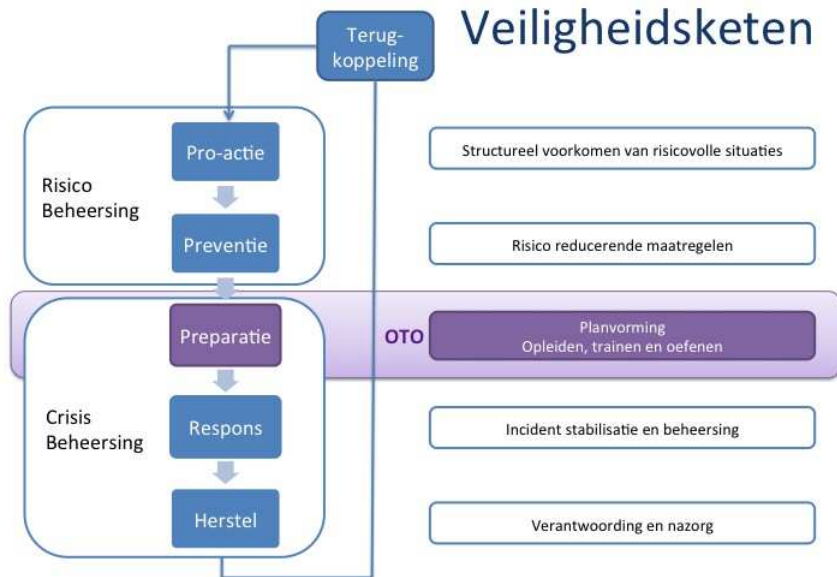 Veiligheidsketen
Terug-
koppeling
Risico
Beheersing
Pro-actie
Structureel voorkomen van risicovolle situaties
Preventie
Risico reducerende maatregelen
Preparatie
OTO
Planvorming
Opleiden, trainen en oefenen
Crisis
Beheersing
Respons
Incident stabilisatie en beheersing
Herstel
Verantwoording en nazorg